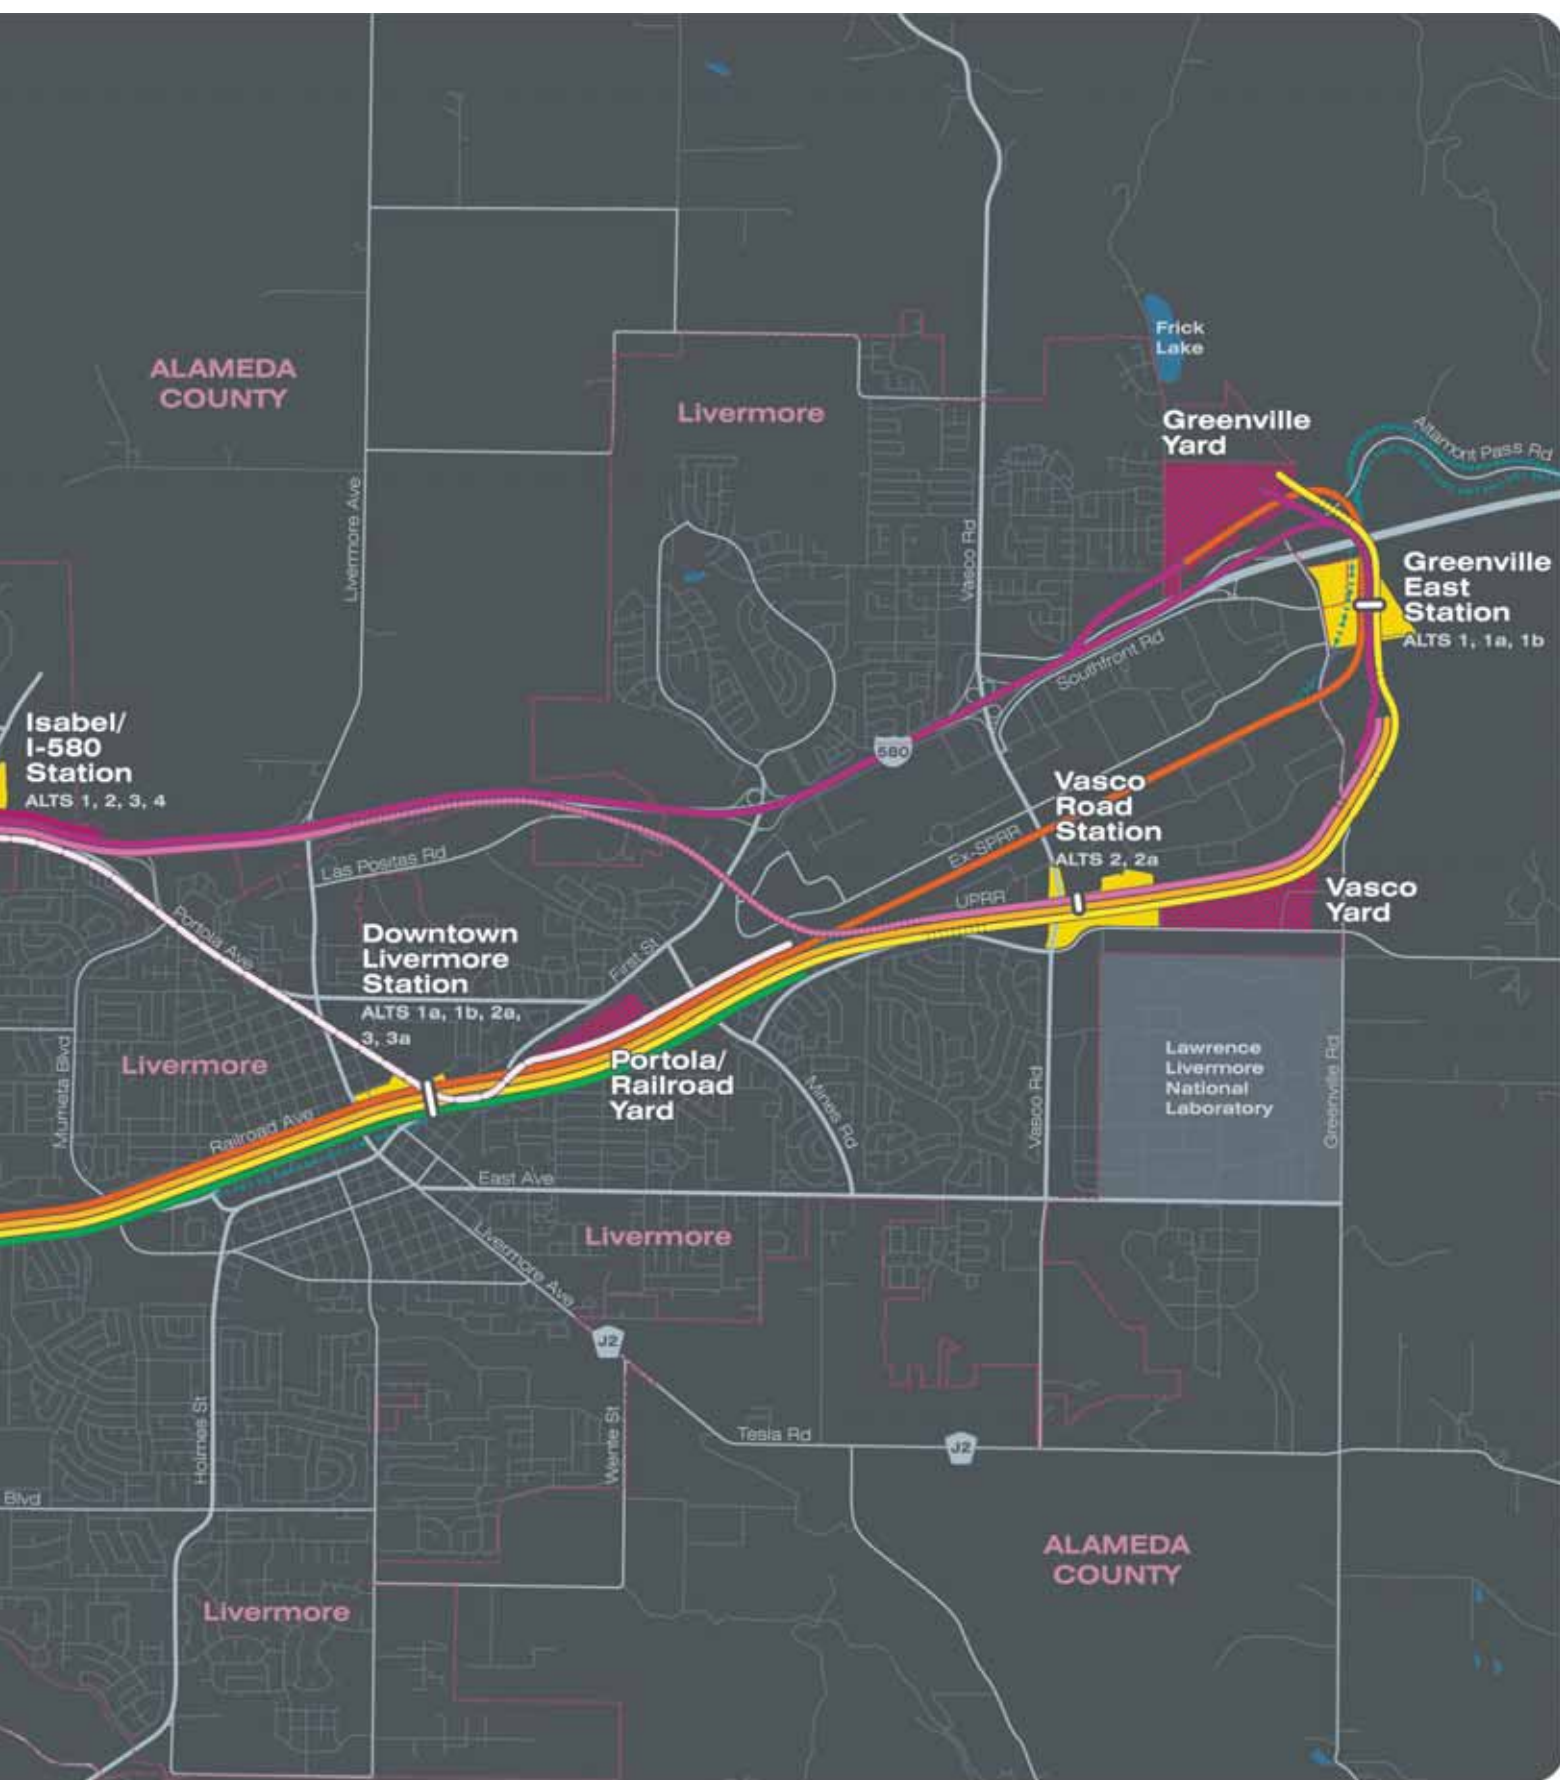 Frick
Lake
ALAMEDA
COUNTY
Livermore
Greenville
Yard
Altamont Pass Rd
Livermore Ave
Vasco Rd
Greenville
East
Station
ALTS 1, 1a, 1b
Southfront Rd
Isabel/
I-580
Station
ALTS 1, 2, 3, 4
580
Vasco
Road
Station
ALTS 2, 2a
Ex-SPRR
Las Positas Rd
UPRR
Vasco
Yard
Portola Ave
Downtown
Livermore
Station
ALTS 1a, 1b, 2a,
3, 3a
First St
Murrieta Blvd
Livermore
Portola/
Railroad
Yard
Mines Rd
Vasco Rd
Lawrence
Livermore
National
Laboratory
Greenville Rd
Railroad Ave
East Ave
Livermore Ave
Livermore
J2
Holmes St
Wente St
Tesla Rd
J2
Blvd
ALAMEDA
COUNTY
Livermore